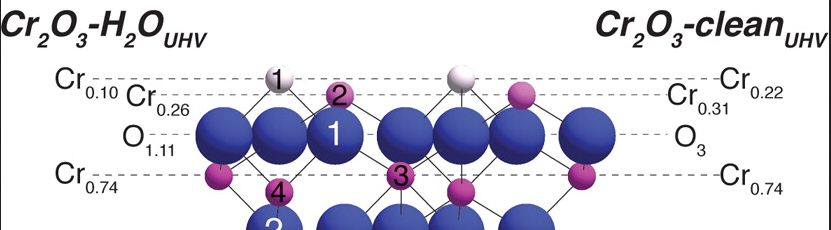 Cr2O3-H2OUHV Cr2O3-cleanUHV
Cr0.10 1 Cr0.22
Cr0.26 2 Cr0.31
O1.11 1 O3
Cr0.74 3 Cr0.74
4
2